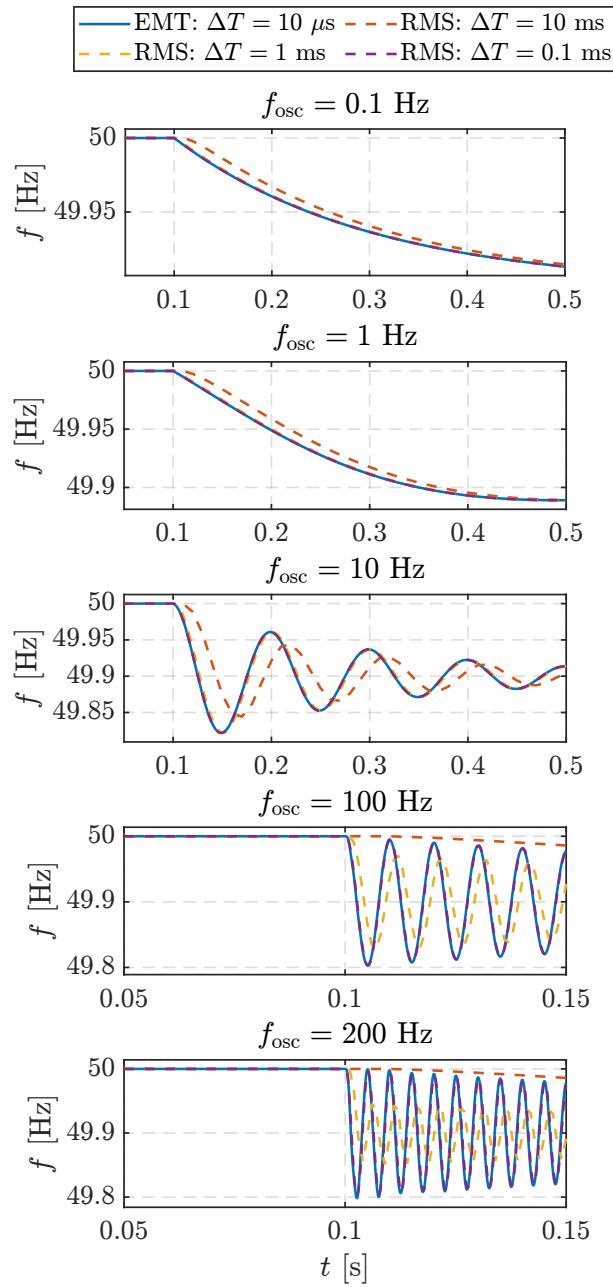 EMT: ΔT = 10 μs RMS: ΔT = 10 ms
RMS: ΔT = 1 ms RMS: ΔT = 0.1 ms
f_osc = 0.1 Hz
50
49.95
f [Hz]
0.1 0.2 0.3 0.4 0.5
f_osc = 1 Hz
50
49.95
49.9
f [Hz]
0.1 0.2 0.3 0.4 0.5
f_osc = 10 Hz
50
49.95
49.9
49.85
f [Hz]
0.1 0.2 0.3 0.4 0.5
f_osc = 100 Hz
50
49.9
49.8
f [Hz]
0.05 0.1 0.15
f_osc = 200 Hz
50
49.9
49.8
f [Hz]
0.05 0.1 0.15
t [s]